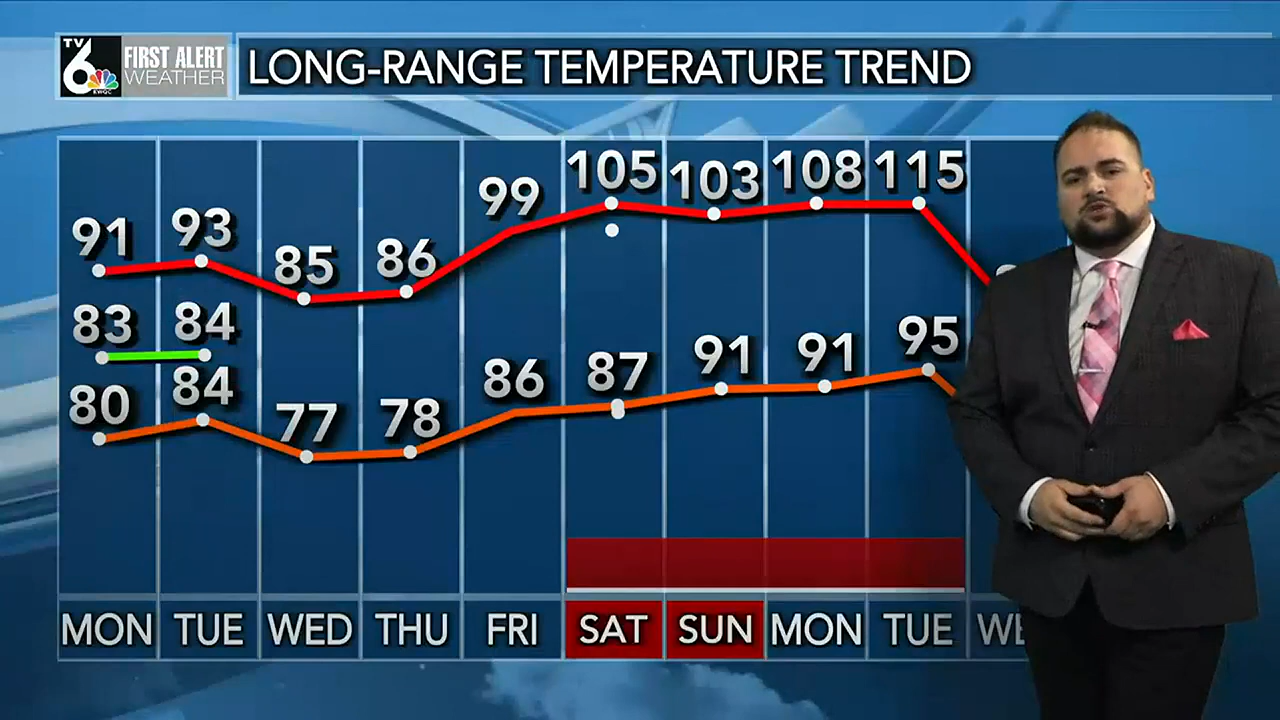 TV
6
KWQC
FIRST ALERT
WEATHER
LONG-RANGE TEMPERATURE TREND
91 93 85 86 99 105 103 108 115
83 84
80 84 77 78 86 87 91 91 95
MON TUE WED THU FRI SAT SUN MON TUE WE